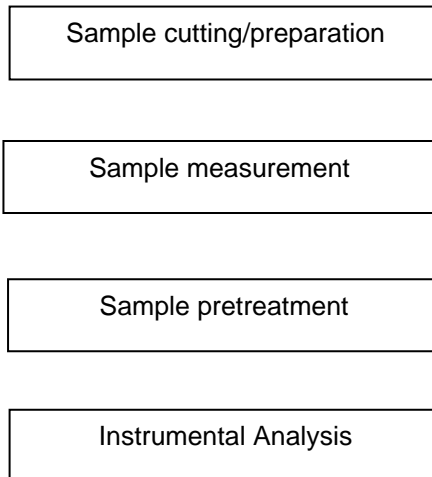 Sample cutting/preparation
Sample measurement
Sample pretreatment
Instrumental Analysis